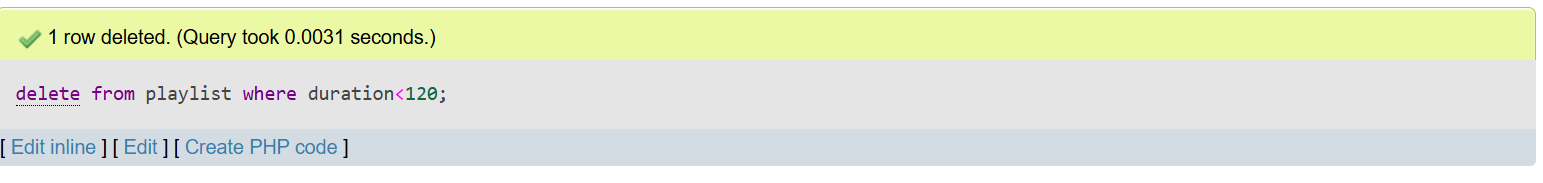 1 row deleted. (Query took 0.0031 seconds.)
delete from playlist where duration<120;
[ Edit inline ] [ Edit ] [ Create PHP code ]